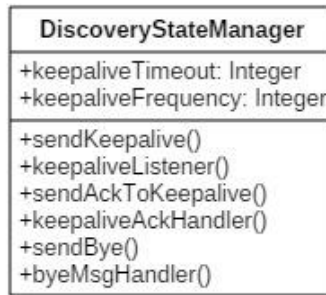 DiscoveryStateManager
+keepaliveTimeout: Integer
+keepaliveFrequency: Integer
+sendKeepalive()
+keepaliveListener()
+sendAckToKeepalive()
+keepaliveAckHandler()
+sendBye()
+byeMsgHandler()